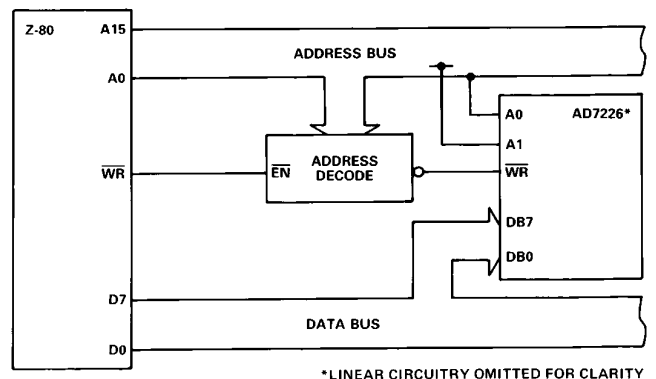 Z-80
A15
ADDRESS BUS
A0
A0
AD7226*
A1
WR
EN
ADDRESS
DECODE
WR
DB7
DB0
D7
DATA BUS
D0
*LINEAR CIRCUITRY OMITTED FOR CLARITY